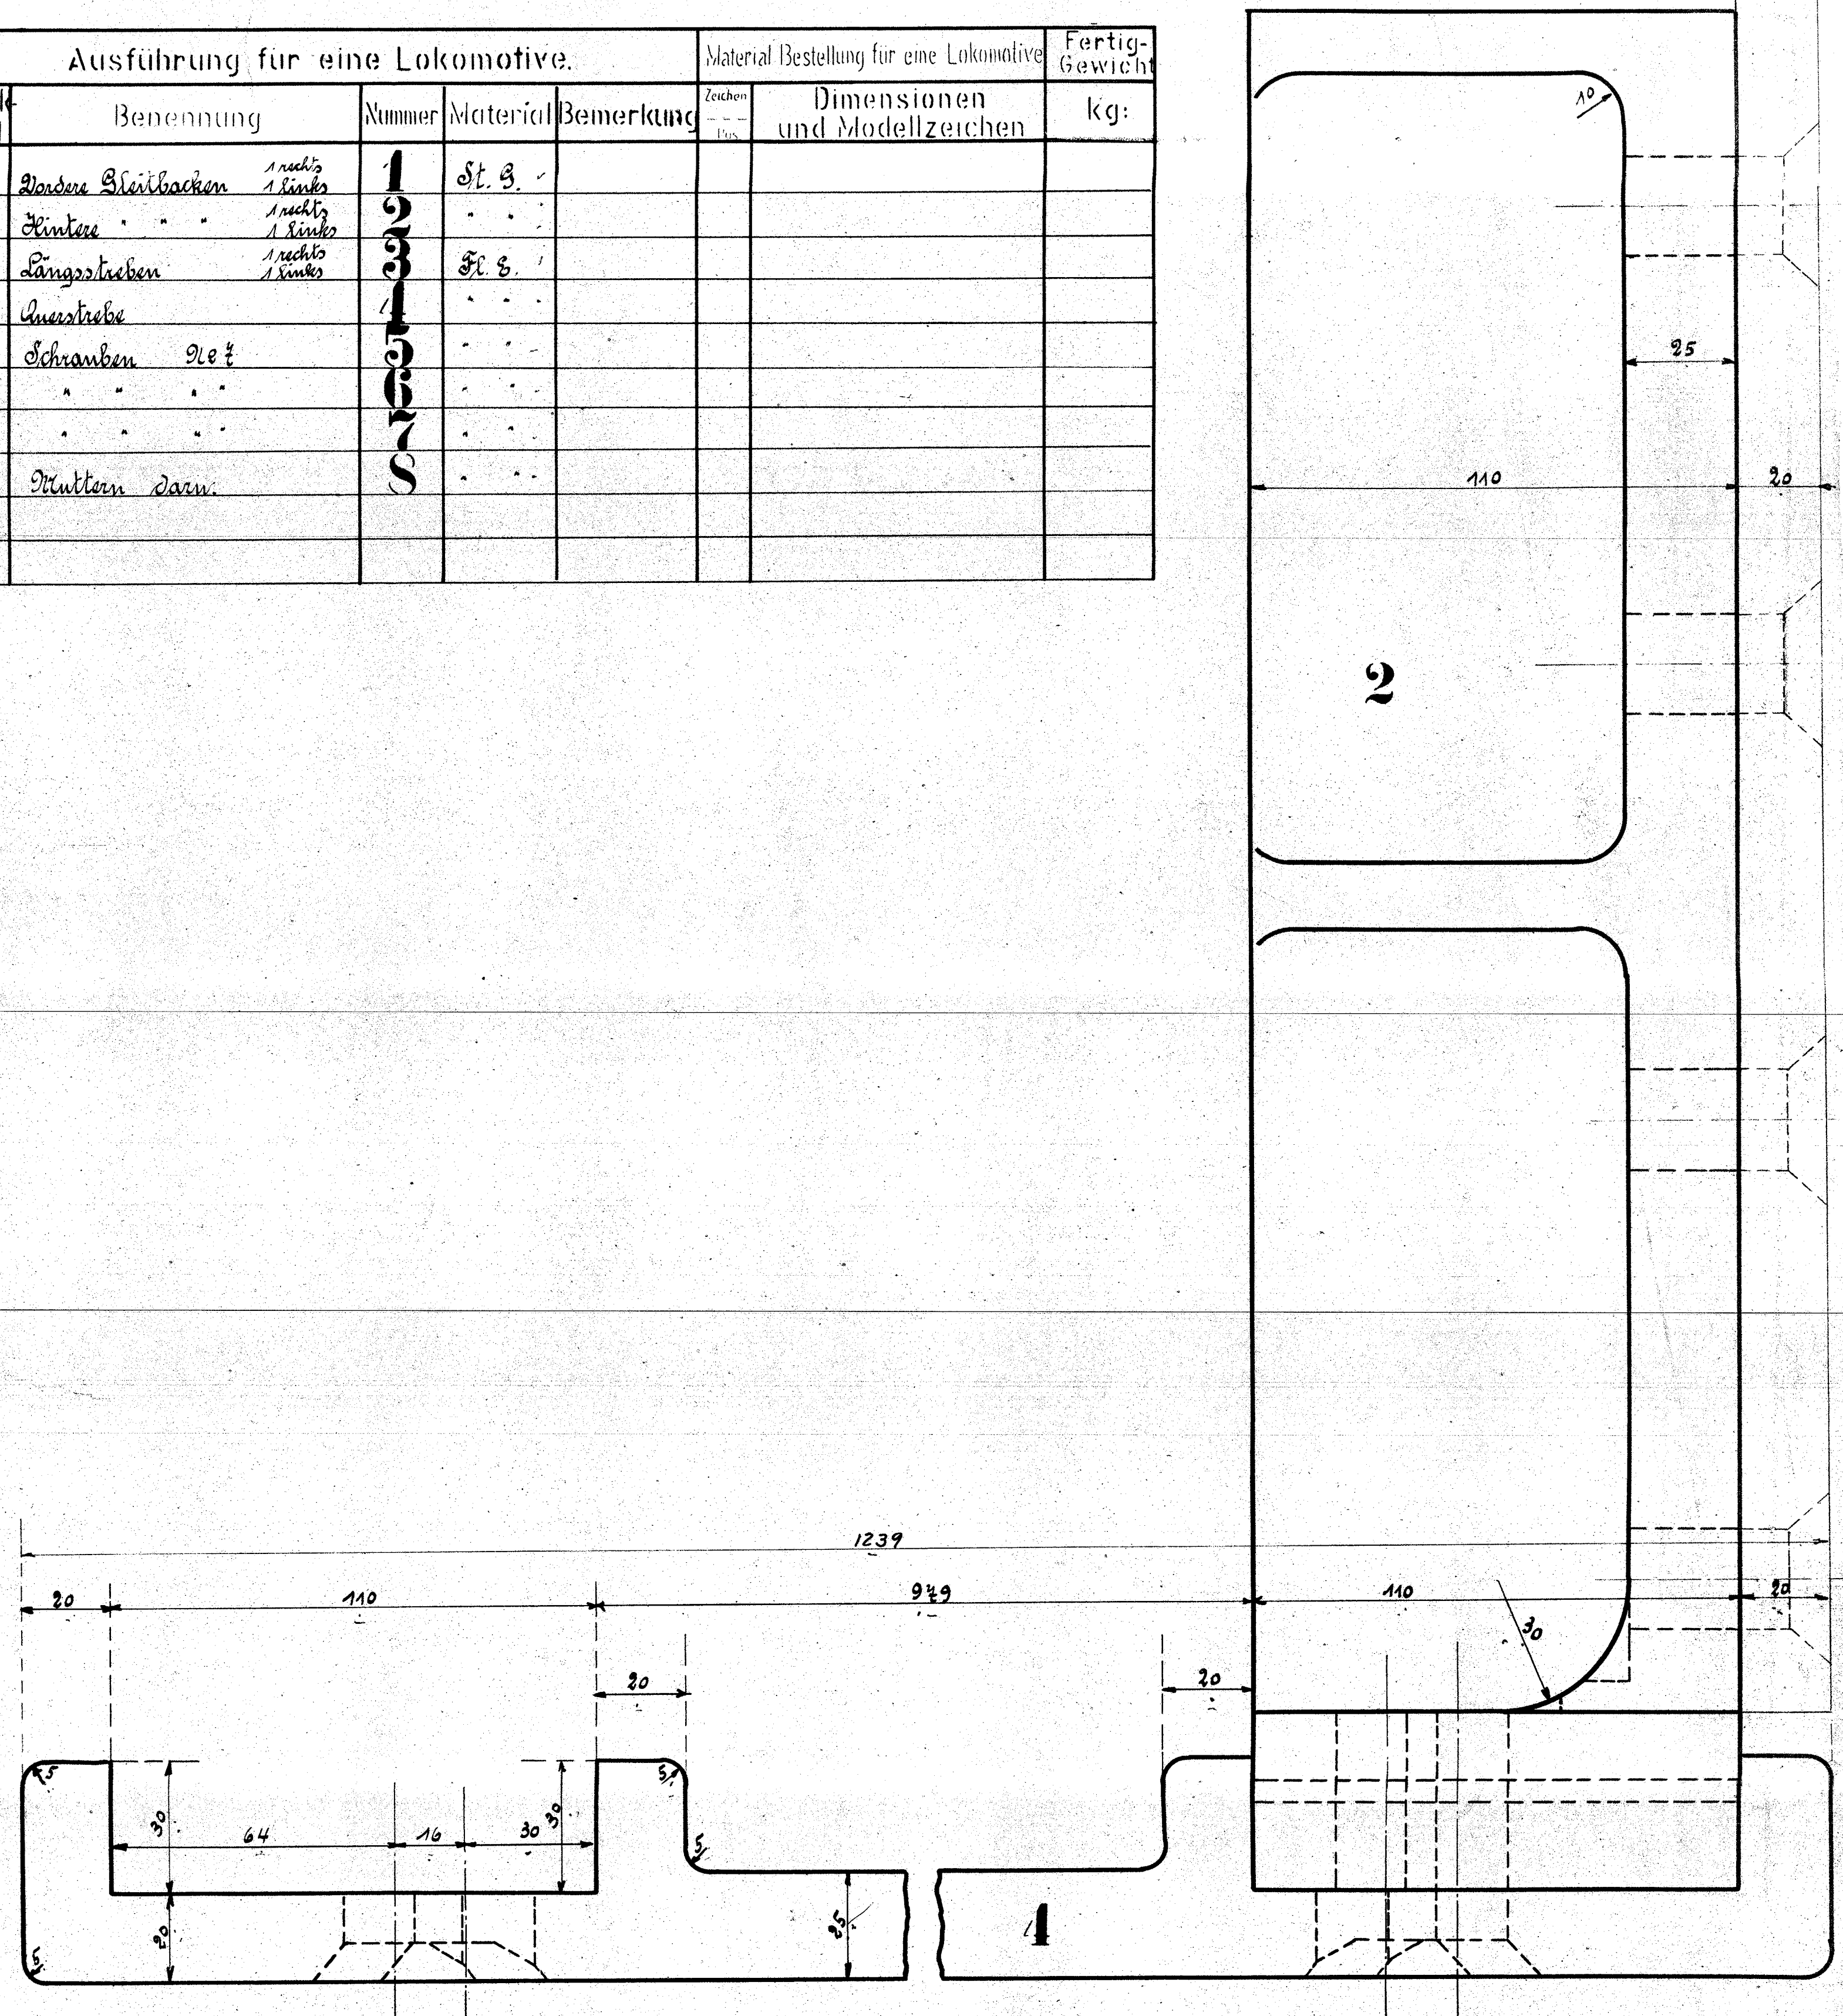 Ausführung für eine Lokomotive. Material Bestellung für eine Lokomotive Fertig-Gewicht
Benennung Nummer Material Bemerkung Zeichen Pos. Dimensionen und Modellzeichen kg:
Vordere Gleitbacken 1 rechts 1 links 1 St. G.
Hintere " " " 1 rechts 1 links 2 " "
Längsstreben 1 rechts 1 links 3 Fl. E.
Querstrebe 4 " "
Schrauben 5 " "
" " " " 6 " "
" " " " 7 " "
Muttern dazu. 8 " "
10
25
110 20
2
1239
20 110 979 110 20
30
20 20
5 5
30 30
64 16 30
5
20 25 4
5